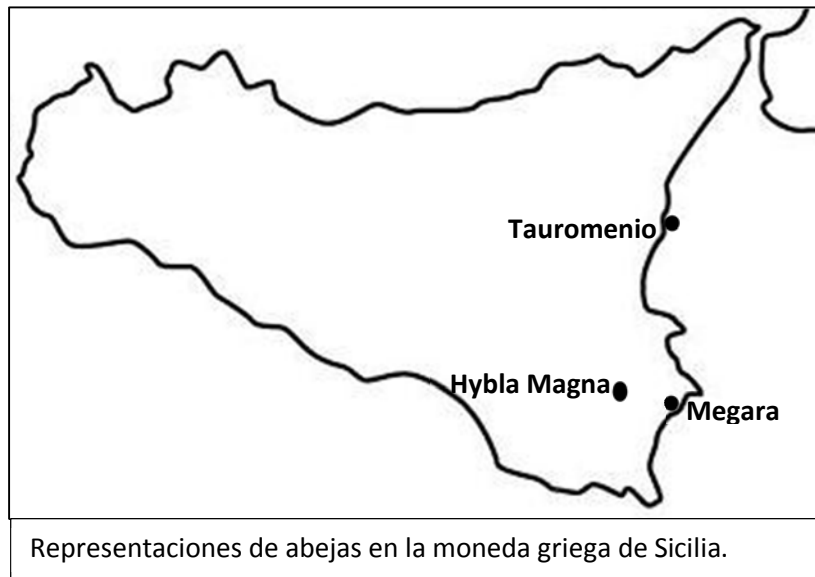 Tauromenio
Hybla Magna
Megara
Representaciones de abejas en la moneda griega de Sicilia.